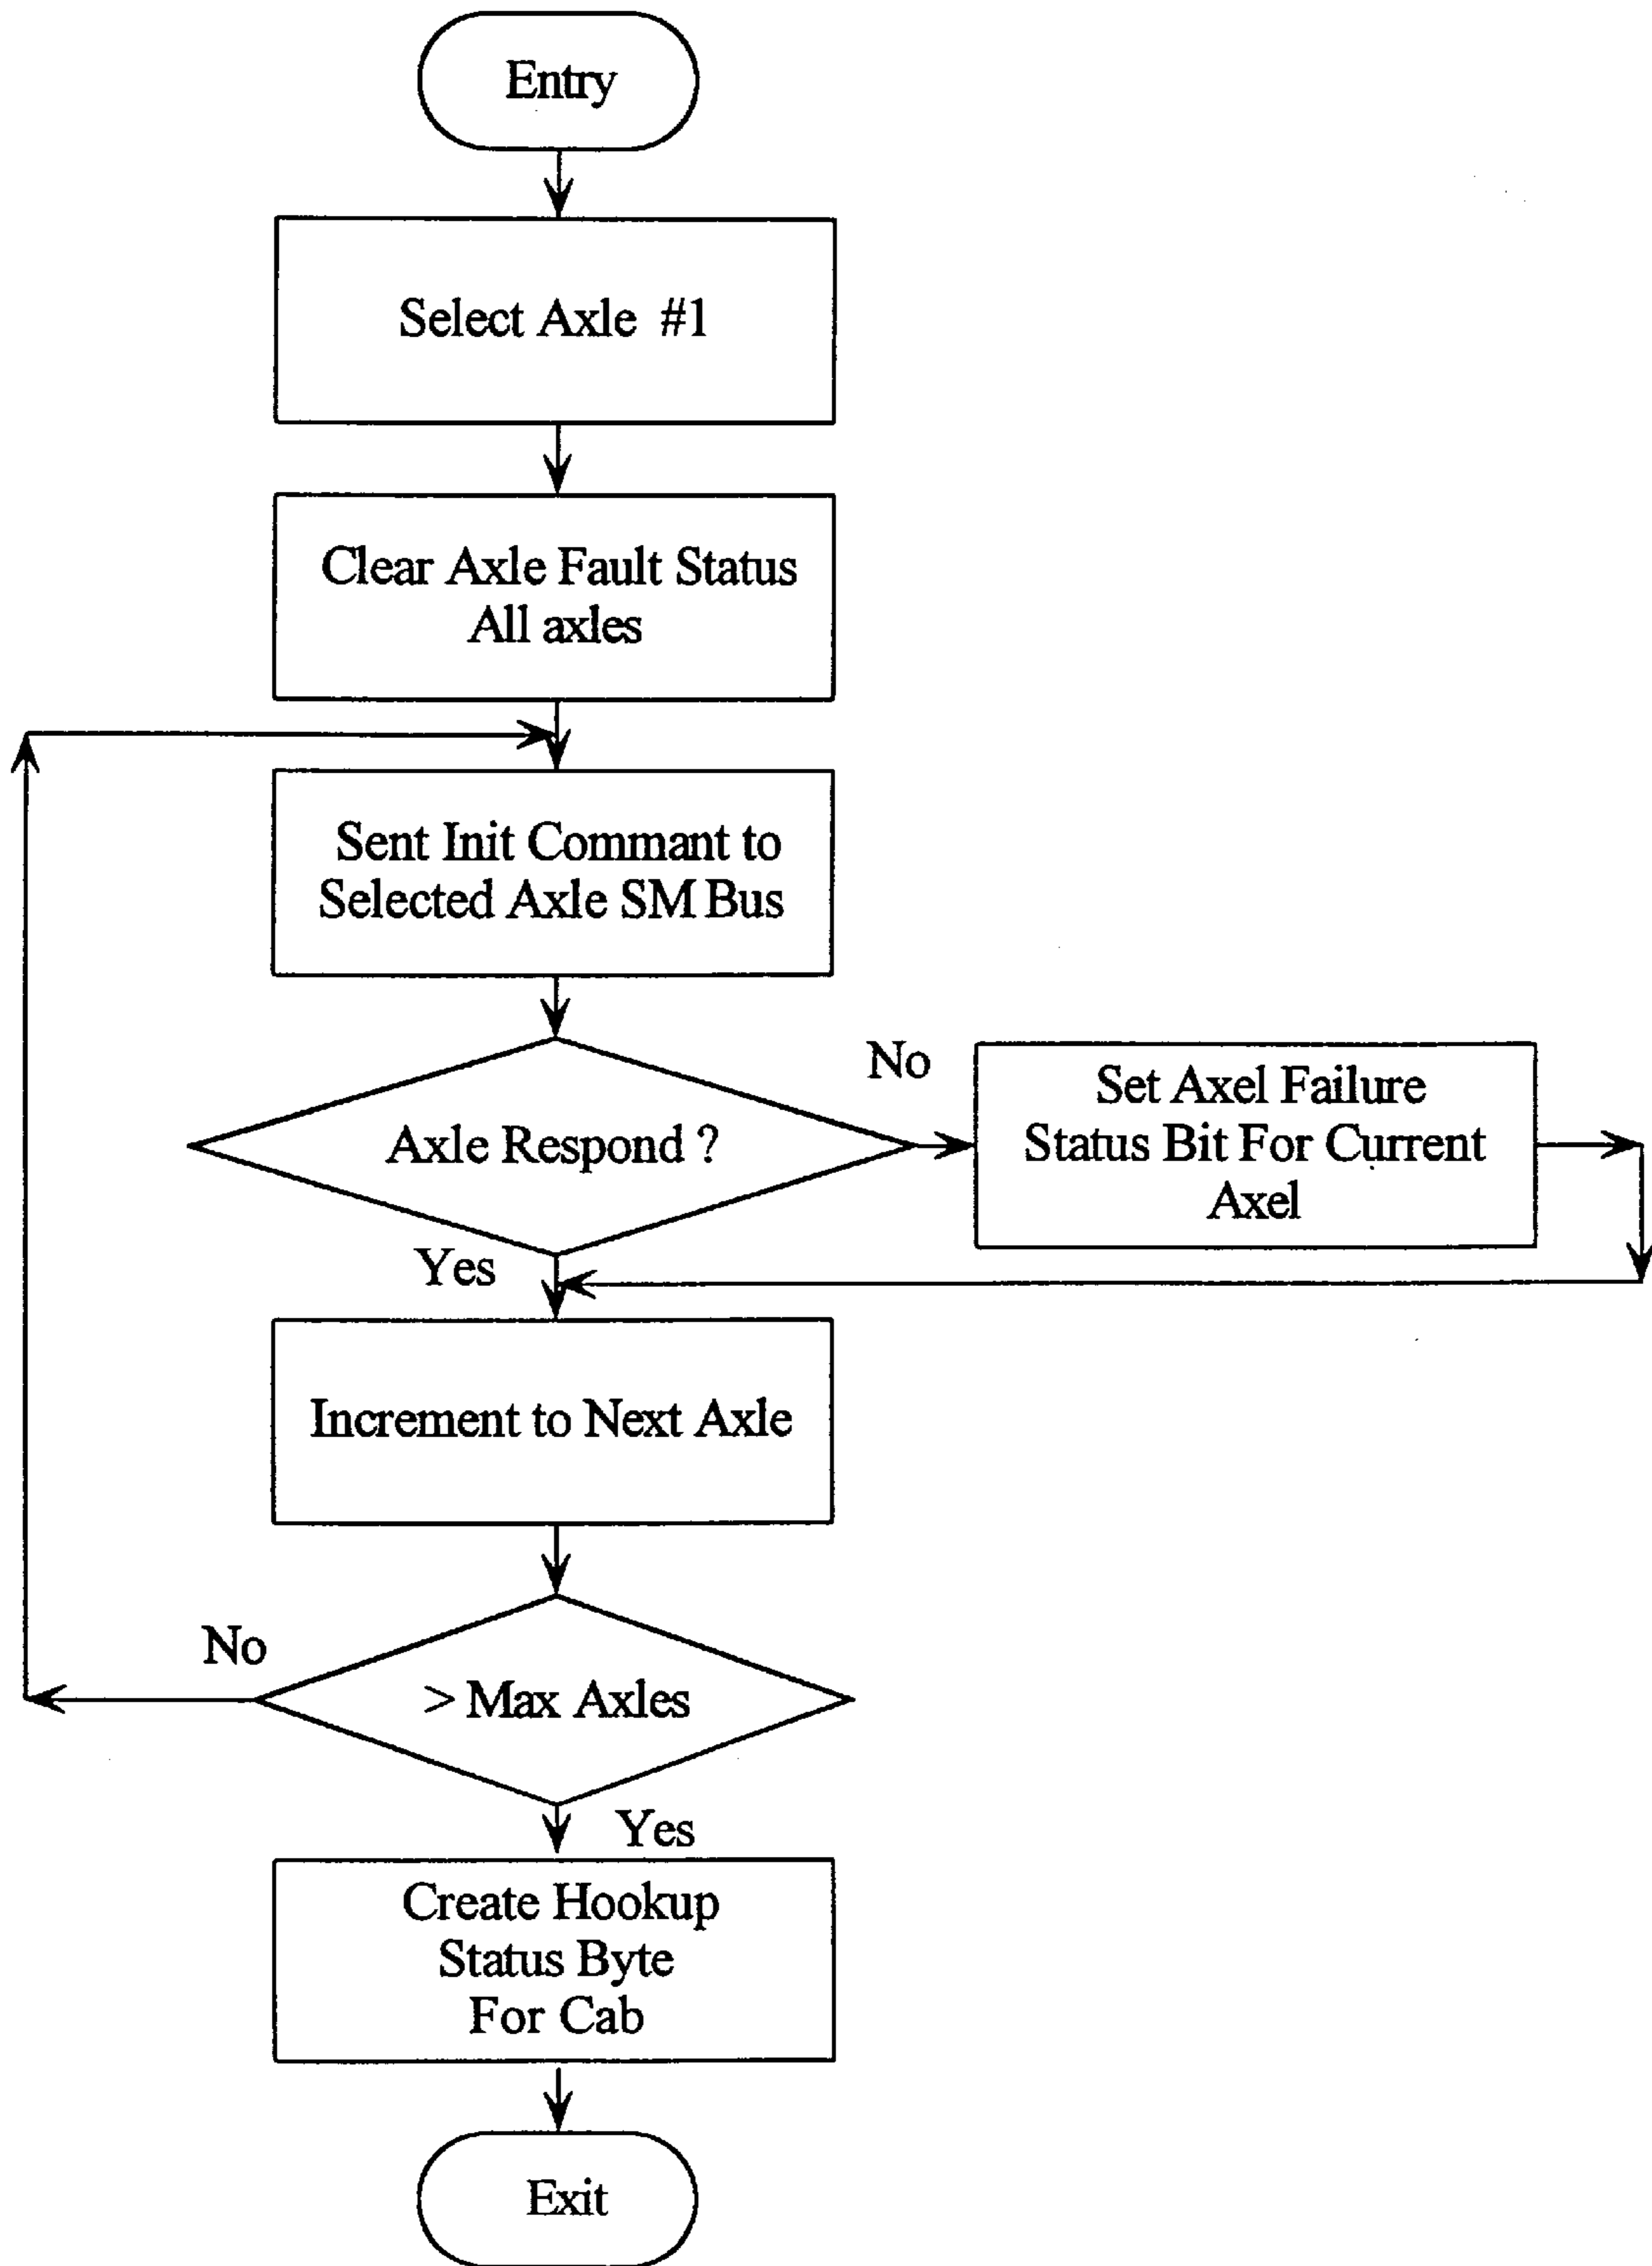 Entry
Select Axle #1
Clear Axle Fault Status
All axles
Sent Init Commant to
Selected Axle SM Bus
Axle Respond ?
No
Set Axel Failure
Status Bit For Current
Axel
Yes
Increment to Next Axle
No
> Max Axles
Yes
Create Hookup
Status Byte
For Cab
Exit